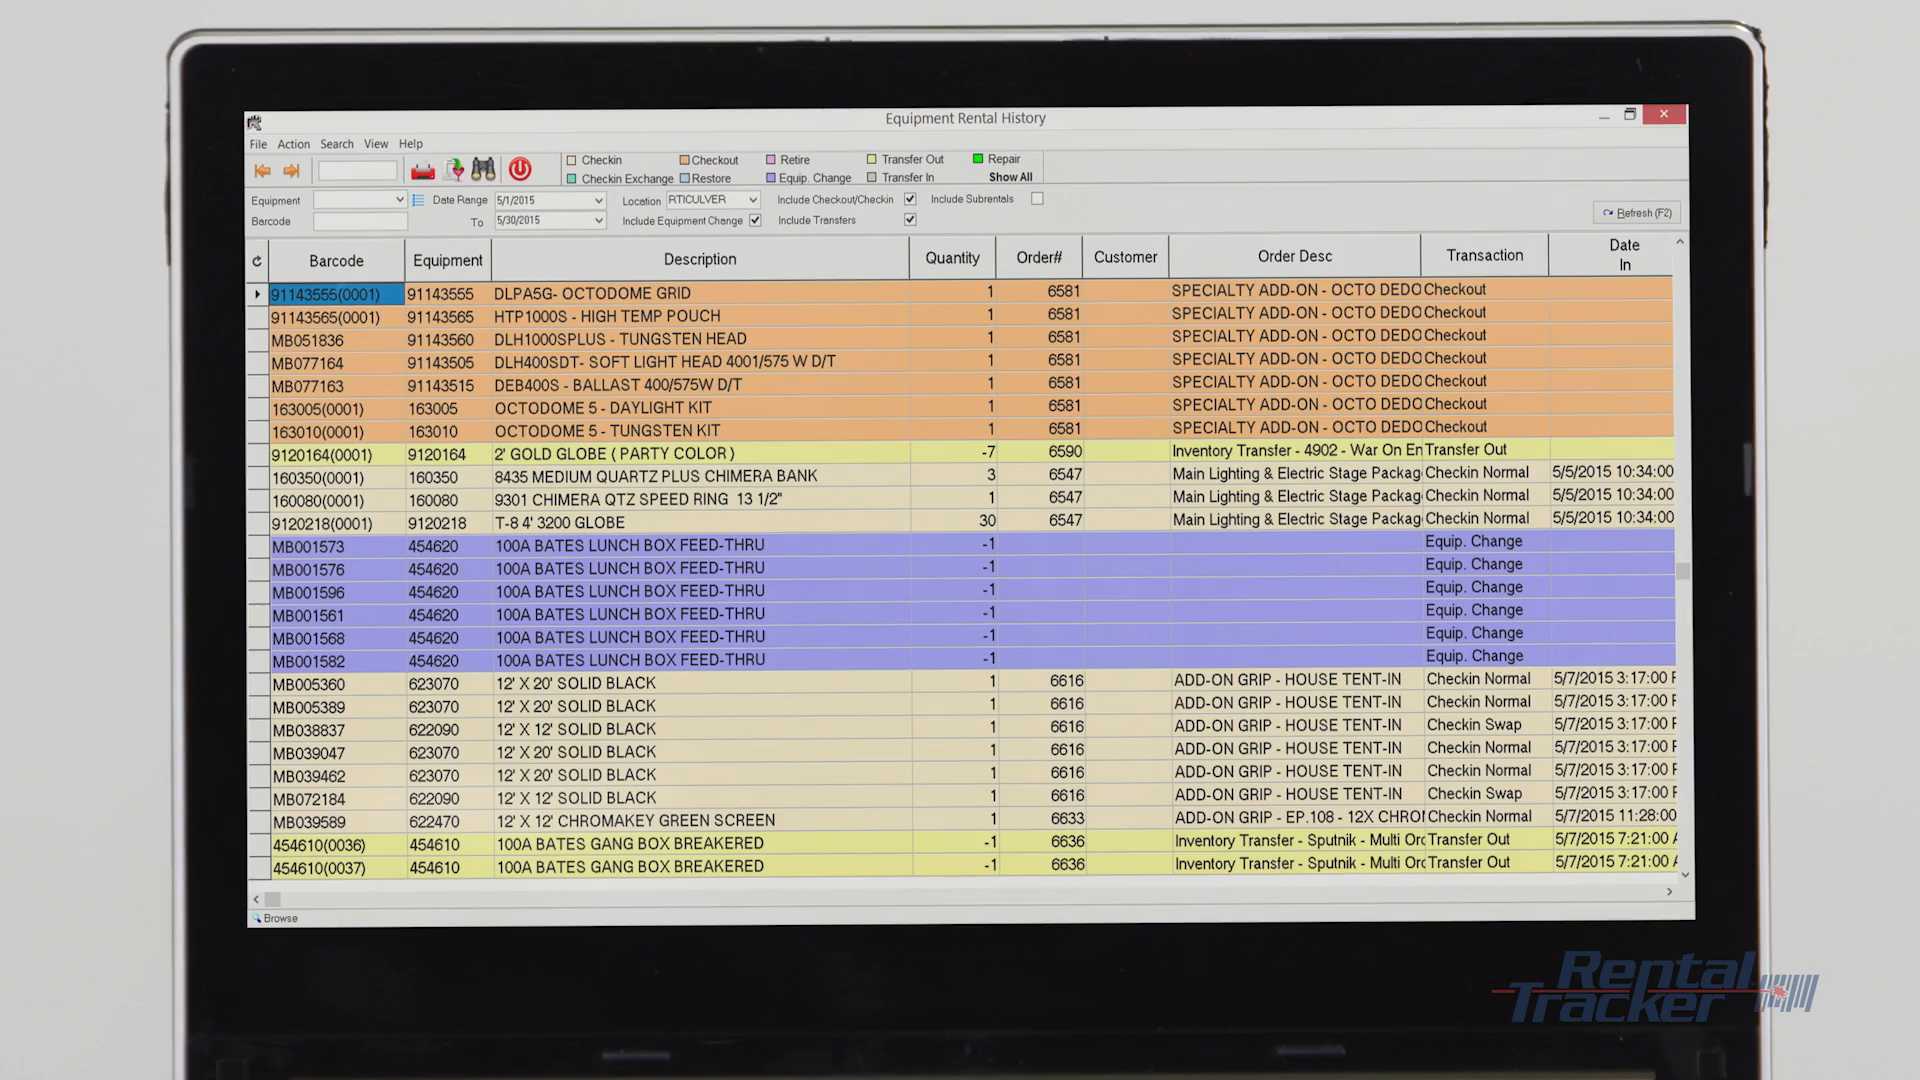 Equipment Rental History
File Action Search View Help
Checkin Checkout Retire Transfer Out Repair
Checkin Exchange Restore Equip. Change Transfer In Show All
Equipment Date Range 5/1/2015 Location RTICULVER Include Checkout/Checkin Include Subrentals
Barcode To 5/30/2015 Include Equipment Change Include Transfers Refresh (F2)
Barcode Equipment Description Quantity Order# Customer Order Desc Transaction Date In
91143555(0001) 91143555 DLPA5G- OCTODOME GRID 1 6581 SPECIALTY ADD-ON - OCTO DEDO Checkout
91143565(0001) 91143565 HTP1000S - HIGH TEMP POUCH 1 6581 SPECIALTY ADD-ON - OCTO DEDO Checkout
MB051836 91143560 DLH1000SPLUS - TUNGSTEN HEAD 1 6581 SPECIALTY ADD-ON - OCTO DEDO Checkout
MB077164 91143505 DLH400SDT- SOFT LIGHT HEAD 4001/575 W D/T 1 6581 SPECIALTY ADD-ON - OCTO DEDO Checkout
MB077163 91143515 DEB400S - BALLAST 400/575W D/T 1 6581 SPECIALTY ADD-ON - OCTO DEDO Checkout
163005(0001) 163005 OCTODOME 5 - DAYLIGHT KIT 1 6581 SPECIALTY ADD-ON - OCTO DEDO Checkout
163010(0001) 163010 OCTODOME 5 - TUNGSTEN KIT 1 6581 SPECIALTY ADD-ON - OCTO DEDO Checkout
9120164(0001) 9120164 2' GOLD GLOBE ( PARTY COLOR ) -7 6590 Inventory Transfer - 4902 - War On En Transfer Out
160350(0001) 160350 8435 MEDIUM QUARTZ PLUS CHIMERA BANK 3 6547 Main Lighting & Electric Stage Packag Checkin Normal 5/5/2015 10:34:00
160080(0001) 160080 9301 CHIMERA QTZ SPEED RING 13 1/2" 1 6547 Main Lighting & Electric Stage Packag Checkin Normal 5/5/2015 10:34:00
9120218(0001) 9120218 T-8 4' 3200 GLOBE 30 6547 Main Lighting & Electric Stage Packag Checkin Normal 5/5/2015 10:34:00
MB001573 454620 100A BATES LUNCH BOX FEED-THRU -1 Equip. Change
MB001576 454620 100A BATES LUNCH BOX FEED-THRU -1 Equip. Change
MB001596 454620 100A BATES LUNCH BOX FEED-THRU -1 Equip. Change
MB001561 454620 100A BATES LUNCH BOX FEED-THRU -1 Equip. Change
MB001568 454620 100A BATES LUNCH BOX FEED-THRU -1 Equip. Change
MB001582 454620 100A BATES LUNCH BOX FEED-THRU -1 Equip. Change
MB005360 623070 12' X 20' SOLID BLACK 1 6616 ADD-ON GRIP - HOUSE TENT-IN Checkin Normal 5/7/2015 3:17:00 P
MB005389 623070 12' X 20' SOLID BLACK 1 6616 ADD-ON GRIP - HOUSE TENT-IN Checkin Normal 5/7/2015 3:17:00 P
MB038837 622090 12' X 12' SOLID BLACK 1 6616 ADD-ON GRIP - HOUSE TENT-IN Checkin Swap 5/7/2015 3:17:00 P
MB039047 623070 12' X 20' SOLID BLACK 1 6616 ADD-ON GRIP - HOUSE TENT-IN Checkin Normal 5/7/2015 3:17:00 P
MB039462 623070 12' X 20' SOLID BLACK 1 6616 ADD-ON GRIP - HOUSE TENT-IN Checkin Normal 5/7/2015 3:17:00 P
MB072184 622090 12' X 12' SOLID BLACK 1 6616 ADD-ON GRIP - HOUSE TENT-IN Checkin Swap 5/7/2015 3:17:00 P
MB039589 622470 12' X 12' CHROMAKEY GREEN SCREEN 1 6633 ADD-ON GRIP - EP.108 - 12X CHROM Checkin Normal 5/7/2015 11:28:00
454610(0036) 454610 100A BATES GANG BOX BREAKERED -1 6636 Inventory Transfer - Sputnik - Multi Orc Transfer Out 5/7/2015 7:21:00 A
454610(0037) 454610 100A BATES GANG BOX BREAKERED -1 6636 Inventory Transfer - Sputnik - Multi Orc Transfer Out 5/7/2015 7:21:00 A
Browse
Rental
Tracker